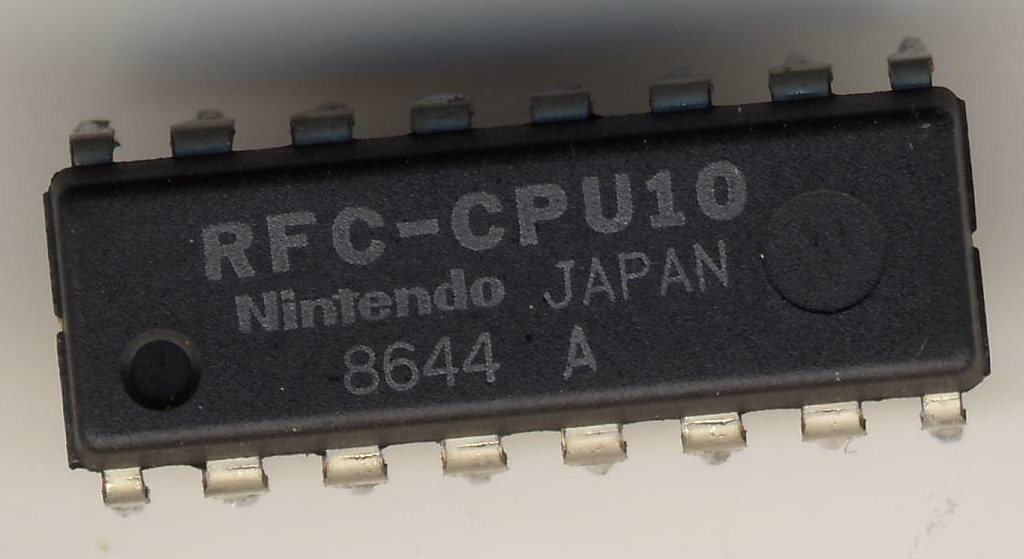 RFC-CPU10
Nintendo JAPAN
8644 A